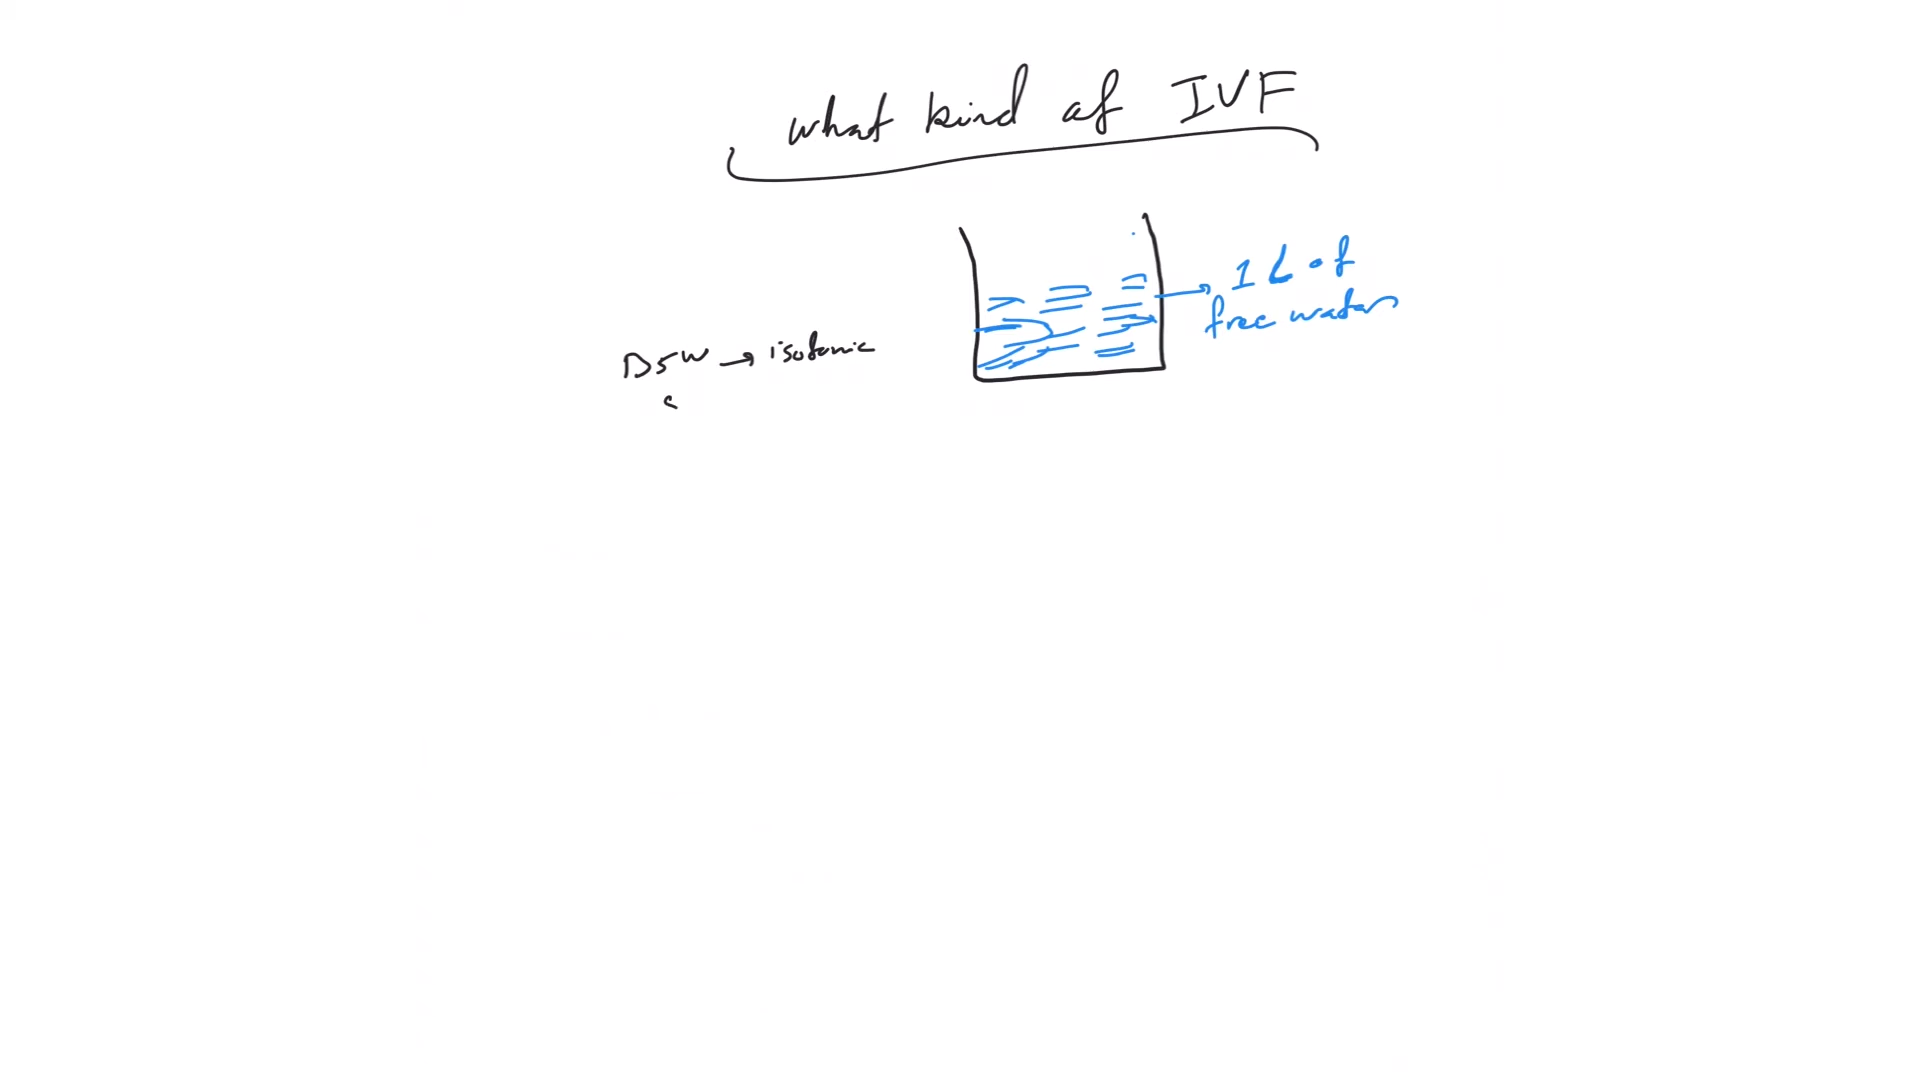 what kind of IVF
1 L of
free water
D5W → isotonic